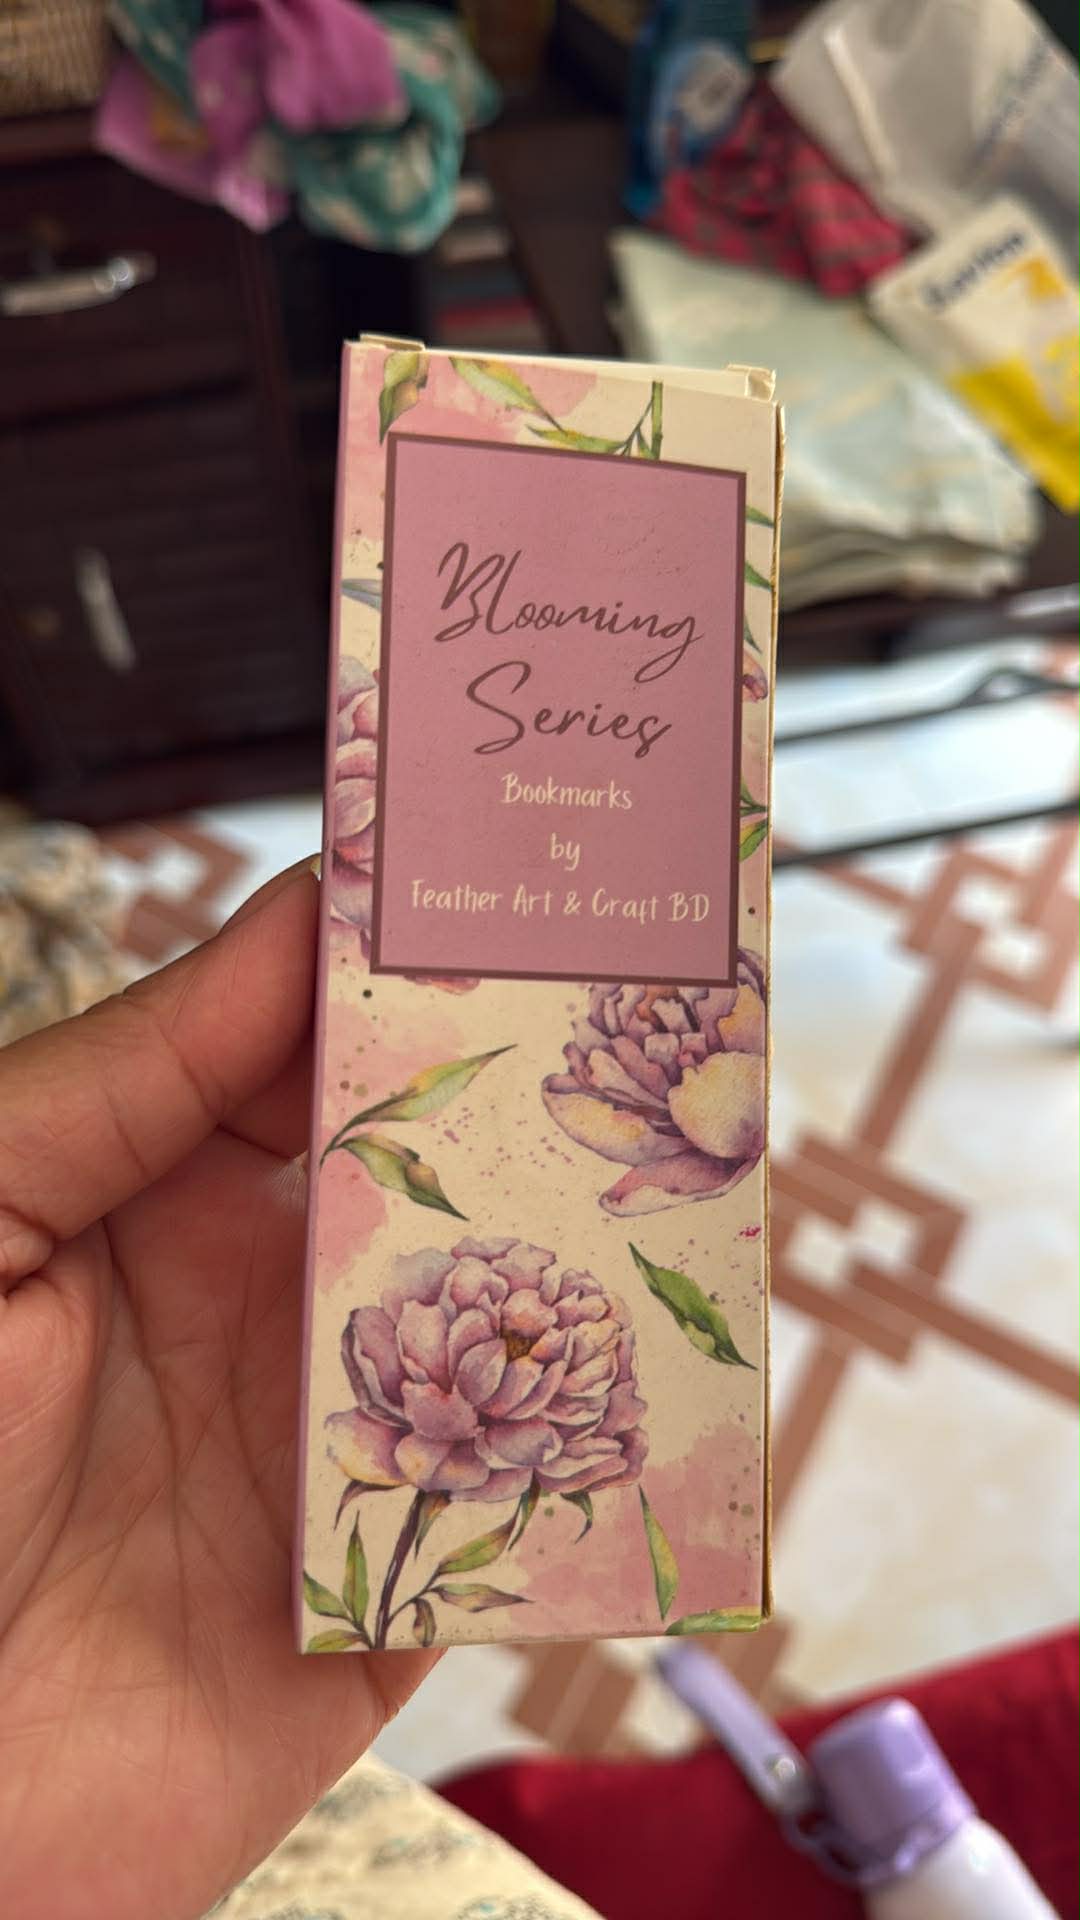 Blooming
Series
Bookmarks
by
Feather Art & Craft BD